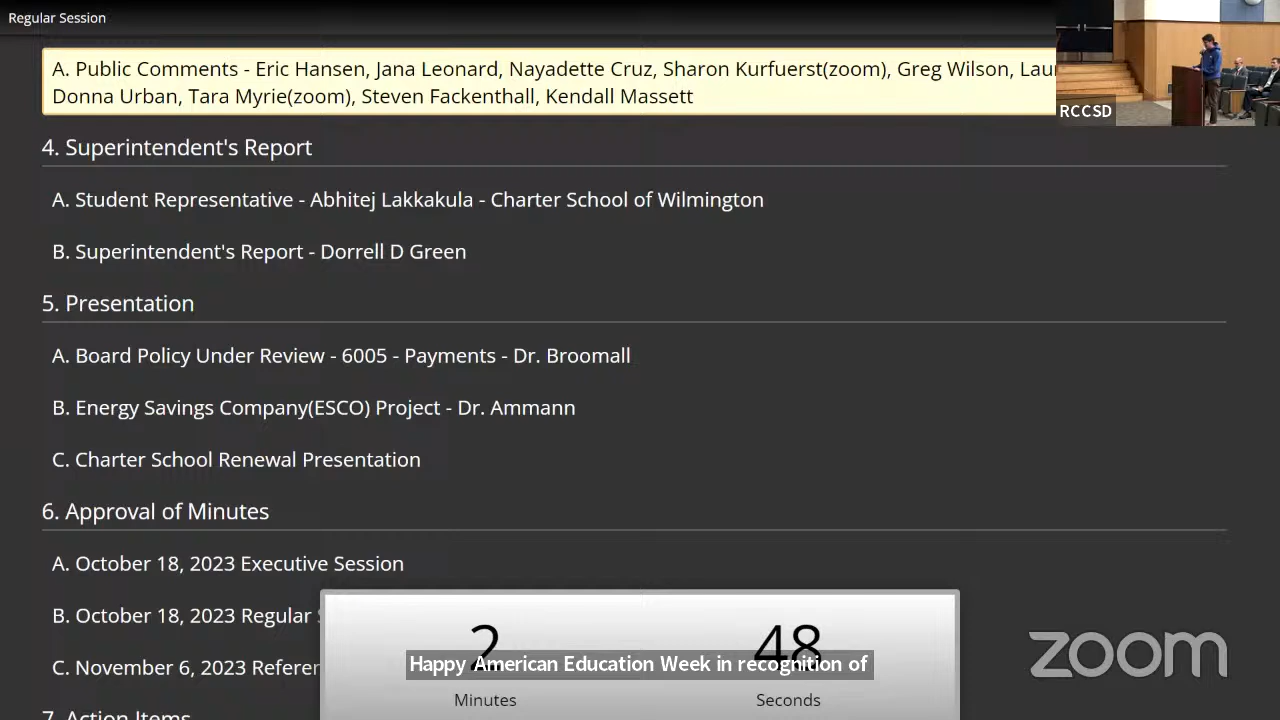 Regular Session
A. Public Comments - Eric Hansen, Jana Leonard, Nayadette Cruz, Sharon Kurfuerst(zoom), Greg Wilson,
Donna Urban, Tara Myrie(zoom), Steven Fackenthall, Kendall Massett
RCCSD
4. Superintendent's Report
A. Student Representative - Abhitej Lakkakula - Charter School of Wilmington
B. Superintendent's Report - Dorrell D Green
5. Presentation
A. Board Policy Under Review - 6005 - Payments - Dr. Broomall
B. Energy Savings Company(ESCO) Project - Dr. Ammann
C. Charter School Renewal Presentation
6. Approval of Minutes
A. October 18, 2023 Executive Session
B. October 18, 2023 Regular
C. November 6, 2023
7. Action Items
2 48
Happy American Education Week in recognition of
Minutes Seconds
zoom